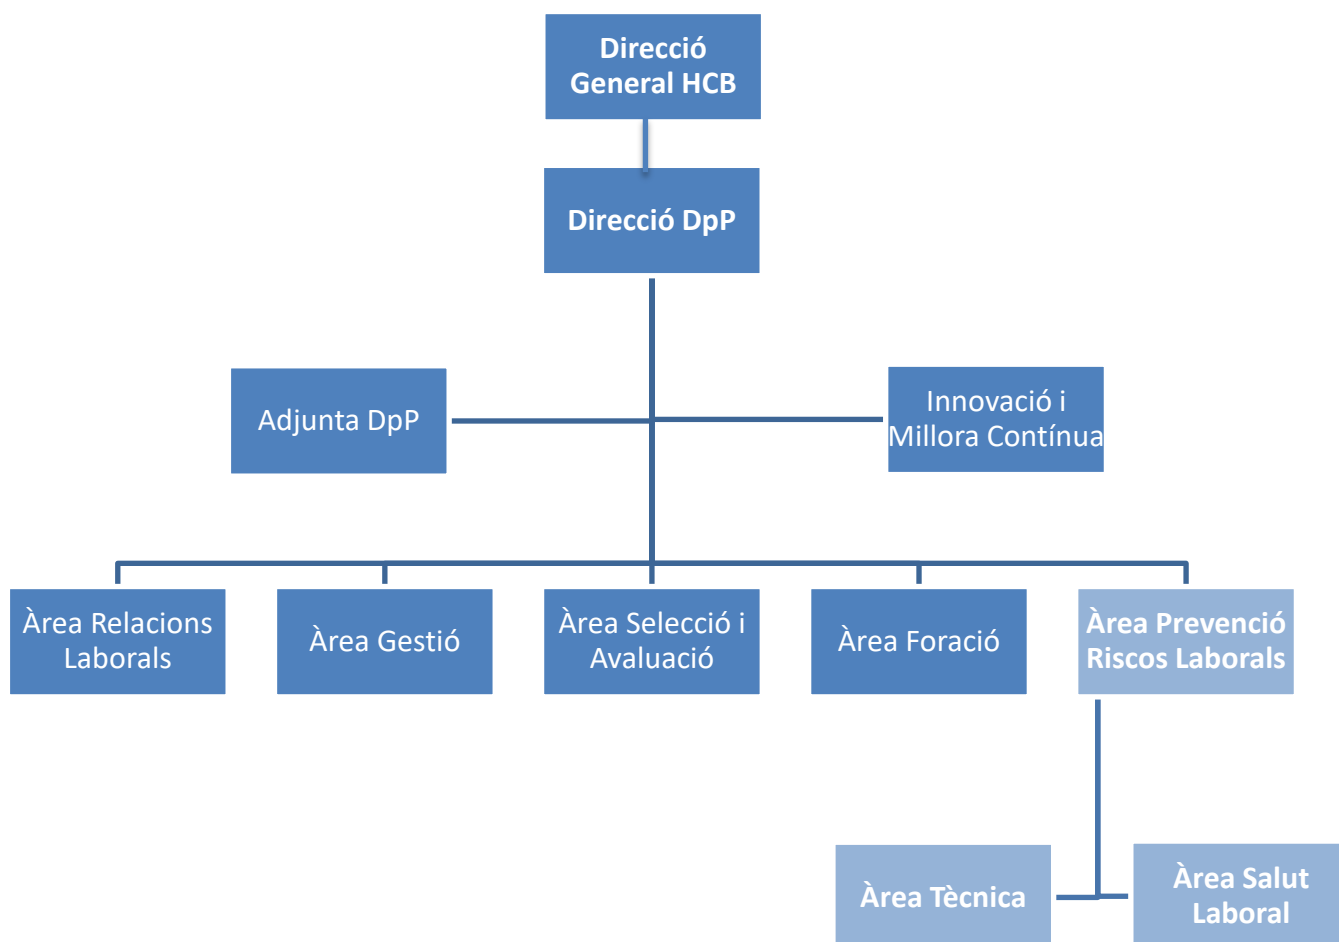 Direcció
General HCB
Direcció DpP
Adjunta DpP
Innovació i
Millora Contínua
Àrea Relacions
Laborals
Àrea Gestió
Àrea Selecció i
Avaluació
Àrea Foració
Àrea Prevenció
Riscos Laborals
Àrea Tècnica
Àrea Salut
Laboral